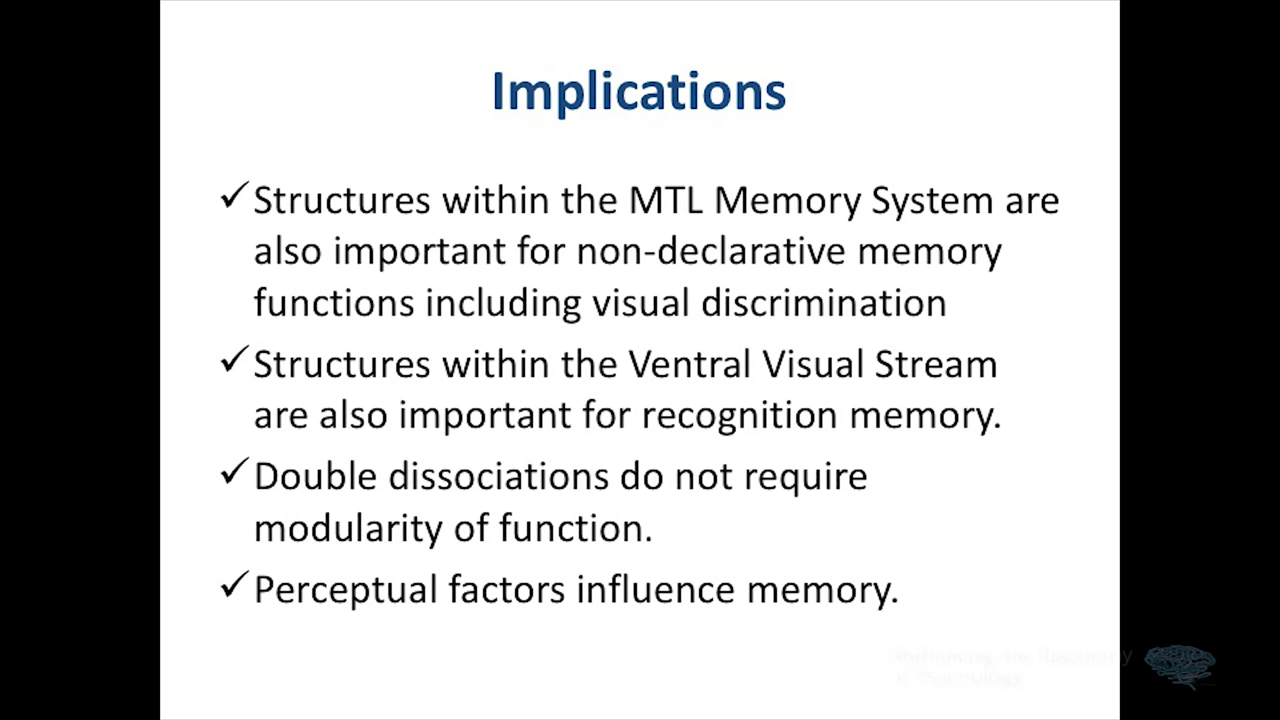 Implications
✓Structures within the MTL Memory System are
also important for non-declarative memory
functions including visual discrimination
✓Structures within the Ventral Visual Stream
are also important for recognition memory.
✓Double dissociations do not require
modularity of function.
✓Perceptual factors influence memory.